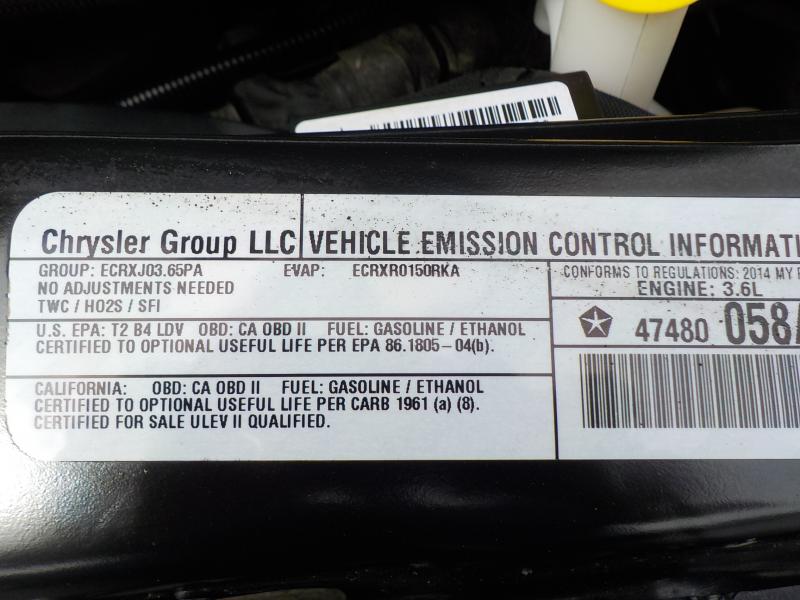 Chrysler Group LLC VEHICLE EMISSION CONTROL
GROUP: ECRXJ03.65PA EVAP: ECRXR0150RKA
NO ADJUSTMENTS NEEDED
TWC / HO2S / SFI
CONFORMS TO REGULATIONS: 2014 MY
ENGINE: 3.6L
U.S. EPA: T2 B4 LDV OBD: CA OBD II FUEL: GASOLINE / ETHANOL
CERTIFIED TO OPTIONAL USEFUL LIFE PER EPA 86.1805-04(b).
47480 058
CALIFORNIA: OBD: CA OBD II FUEL: GASOLINE / ETHANOL
CERTIFIED TO OPTIONAL USEFUL LIFE PER CARB 1961 (a) (8).
CERTIFIED FOR SALE ULEV II QUALIFIED.